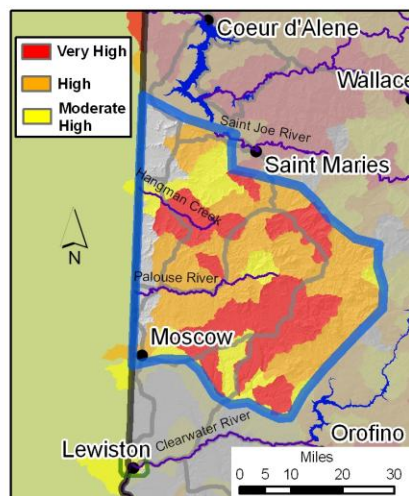 Very High
High
Moderate
High
Coeur d'Alene
Wallace
Saint Joe River
Saint Maries
Hangman Creek
N
Palouse River
Moscow
Clearwater River
Orofino
Lewiston
Miles
0 5 10 20 30